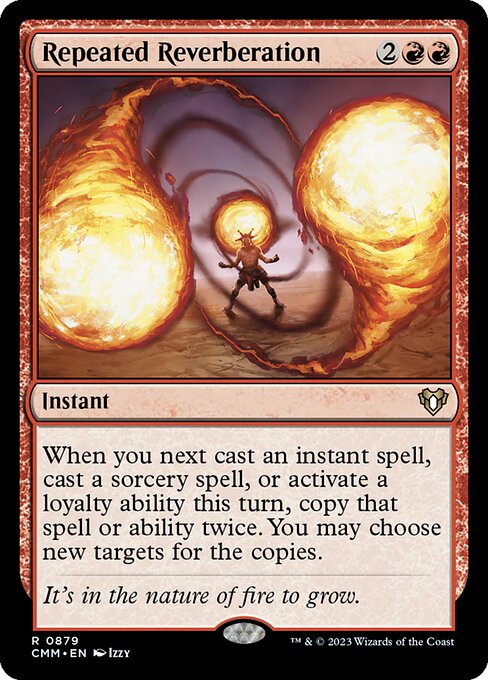 Repeated Reverberation 2
Instant
When you next cast an instant spell,
cast a sorcery spell, or activate a
loyalty ability this turn, copy that
spell or ability twice. You may choose
new targets for the copies.
It's in the nature of fire to grow.
R 0879
CMM • EN Izzy
™ & © 2023 Wizards of the Coast